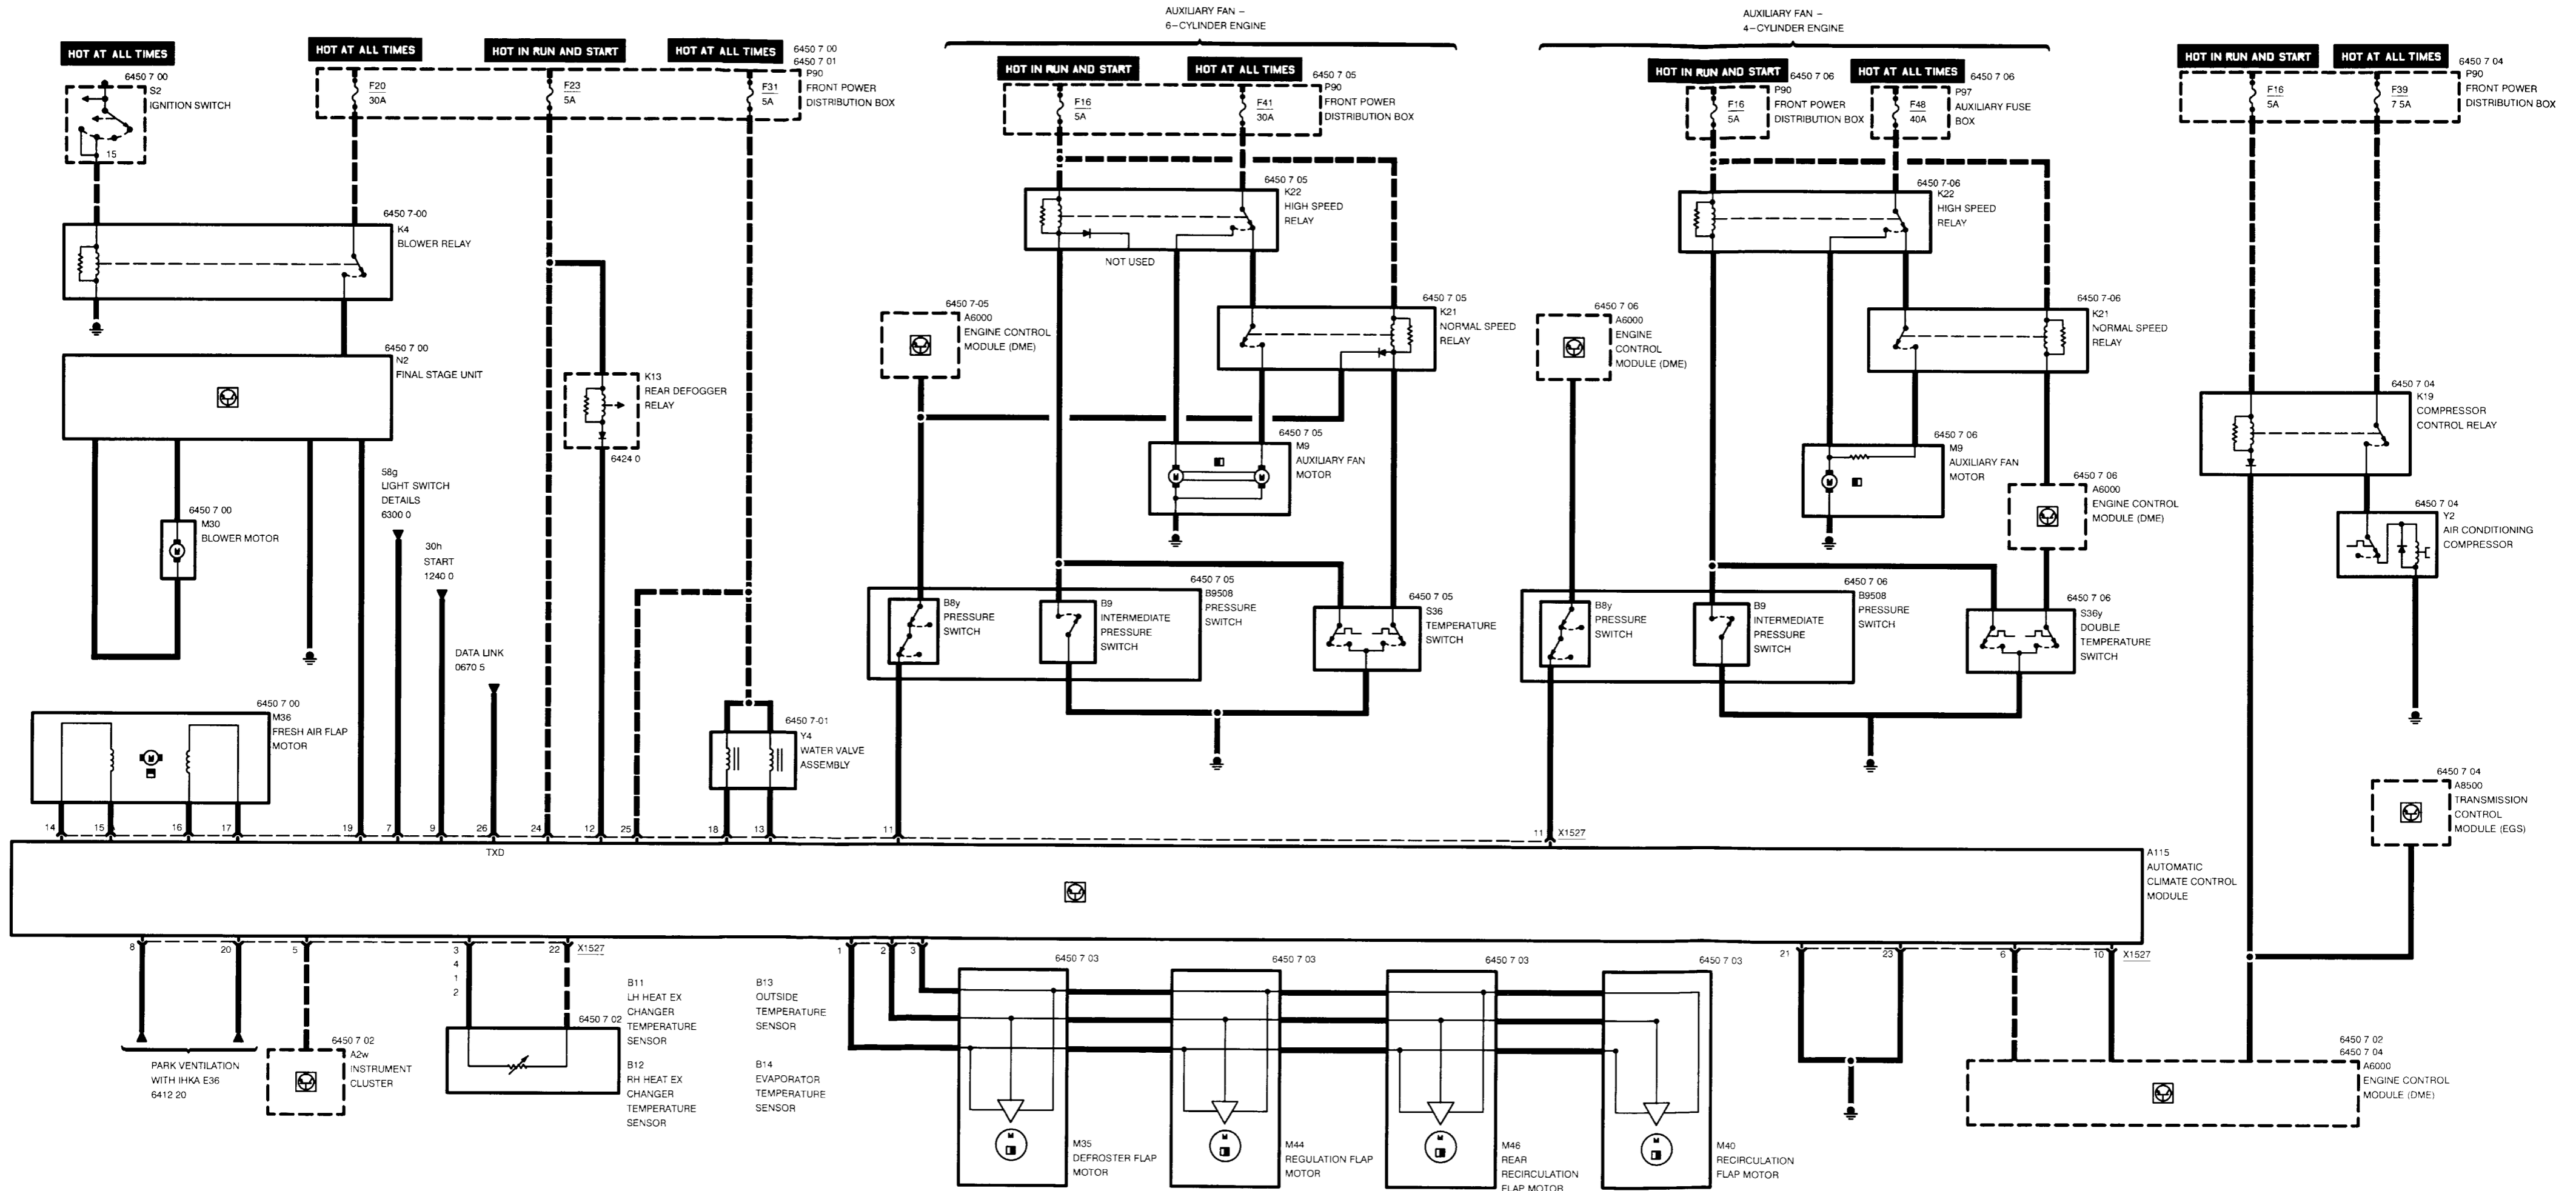 AUXILIARY FAN –
6–CYLINDER ENGINE
AUXILIARY FAN –
4–CYLINDER ENGINE
HOT AT ALL TIMES
6450 7 00
S2
IGNITION SWITCH
15
HOT AT ALL TIMES
HOT IN RUN AND START
HOT AT ALL TIMES
6450 7 00
6450 7 01
P90
FRONT POWER
DISTRIBUTION BOX
F20
30A
F23
5A
F31
5A
HOT IN RUN AND START
HOT AT ALL TIMES
6450 7 05
P90
FRONT POWER
DISTRIBUTION BOX
F16
5A
F41
30A
HOT IN RUN AND START
6450 7 06
P90
FRONT POWER
DISTRIBUTION BOX
F16
5A
HOT AT ALL TIMES
6450 7 06
P97
AUXILIARY FUSE
BOX
F48
40A
HOT IN RUN AND START
HOT AT ALL TIMES
6450 7 04
P90
FRONT POWER
DISTRIBUTION BOX
F16
5A
F39
7 5A
6450 7-00
K4
BLOWER RELAY
6450 7 00
N2
FINAL STAGE UNIT
6450 7 00
M30
BLOWER MOTOR
M
58g
LIGHT SWITCH
DETAILS
6300 0
30h
START
1240 0
DATA LINK
0670 5
K13
REAR DEFOGGER
RELAY
6424 0
6450 7 00
M36
FRESH AIR FLAP
MOTOR
M
6450 7-01
Y4
WATER VALVE
ASSEMBLY
6450 7 05
K22
HIGH SPEED
RELAY
NOT USED
6450 7-05
A6000
ENGINE CONTROL
MODULE (DME)
6450 7 05
K21
NORMAL SPEED
RELAY
6450 7 05
M9
AUXILIARY FAN
MOTOR
M
M
6450 7 05
B9508
PRESSURE
SWITCH
B8y
PRESSURE
SWITCH
B9
INTERMEDIATE
PRESSURE
SWITCH
6450 7 05
S36
TEMPERATURE
SWITCH
6450 7-06
K22
HIGH SPEED
RELAY
6450 7 06
A6000
ENGINE
CONTROL
MODULE (DME)
6450 7-06
K21
NORMAL SPEED
RELAY
6450 7 06
M9
AUXILIARY FAN
MOTOR
M
6450 7 06
A6000
ENGINE CONTROL
MODULE (DME)
6450 7 06
B9508
PRESSURE
SWITCH
B8y
PRESSURE
SWITCH
B9
INTERMEDIATE
PRESSURE
SWITCH
6450 7 06
S36y
DOUBLE
TEMPERATURE
SWITCH
6450 7 04
K19
COMPRESSOR
CONTROL RELAY
6450 7 04
Y2
AIR CONDITIONING
COMPRESSOR
6450 7 04
A8500
TRANSMISSION
CONTROL
MODULE (EGS)
14 15 16 17 19 7 9 26 24 12 25 18 13 11 11 X1527
TXD
A115
AUTOMATIC
CLIMATE CONTROL
MODULE
8 20 5 3 22 X1527 1 2 3 21 23 6 10 X1527
4
1
2
PARK VENTILATION
WITH IHKA E36
6412 20
6450 7 02
A2w
INSTRUMENT
CLUSTER
6450 7 02
B11
LH HEAT EX
CHANGER
TEMPERATURE
SENSOR
B12
RH HEAT EX
CHANGER
TEMPERATURE
SENSOR
B13
OUTSIDE
TEMPERATURE
SENSOR
B14
EVAPORATOR
TEMPERATURE
SENSOR
6450 7 03
M
M35
DEFROSTER FLAP
MOTOR
6450 7 03
M
M44
REGULATION FLAP
MOTOR
6450 7 03
M
M46
REAR
RECIRCULATION
FLAP MOTOR
6450 7 03
M
M40
RECIRCULATION
FLAP MOTOR
6450 7 02
6450 7 04
A6000
ENGINE CONTROL
MODULE (DME)